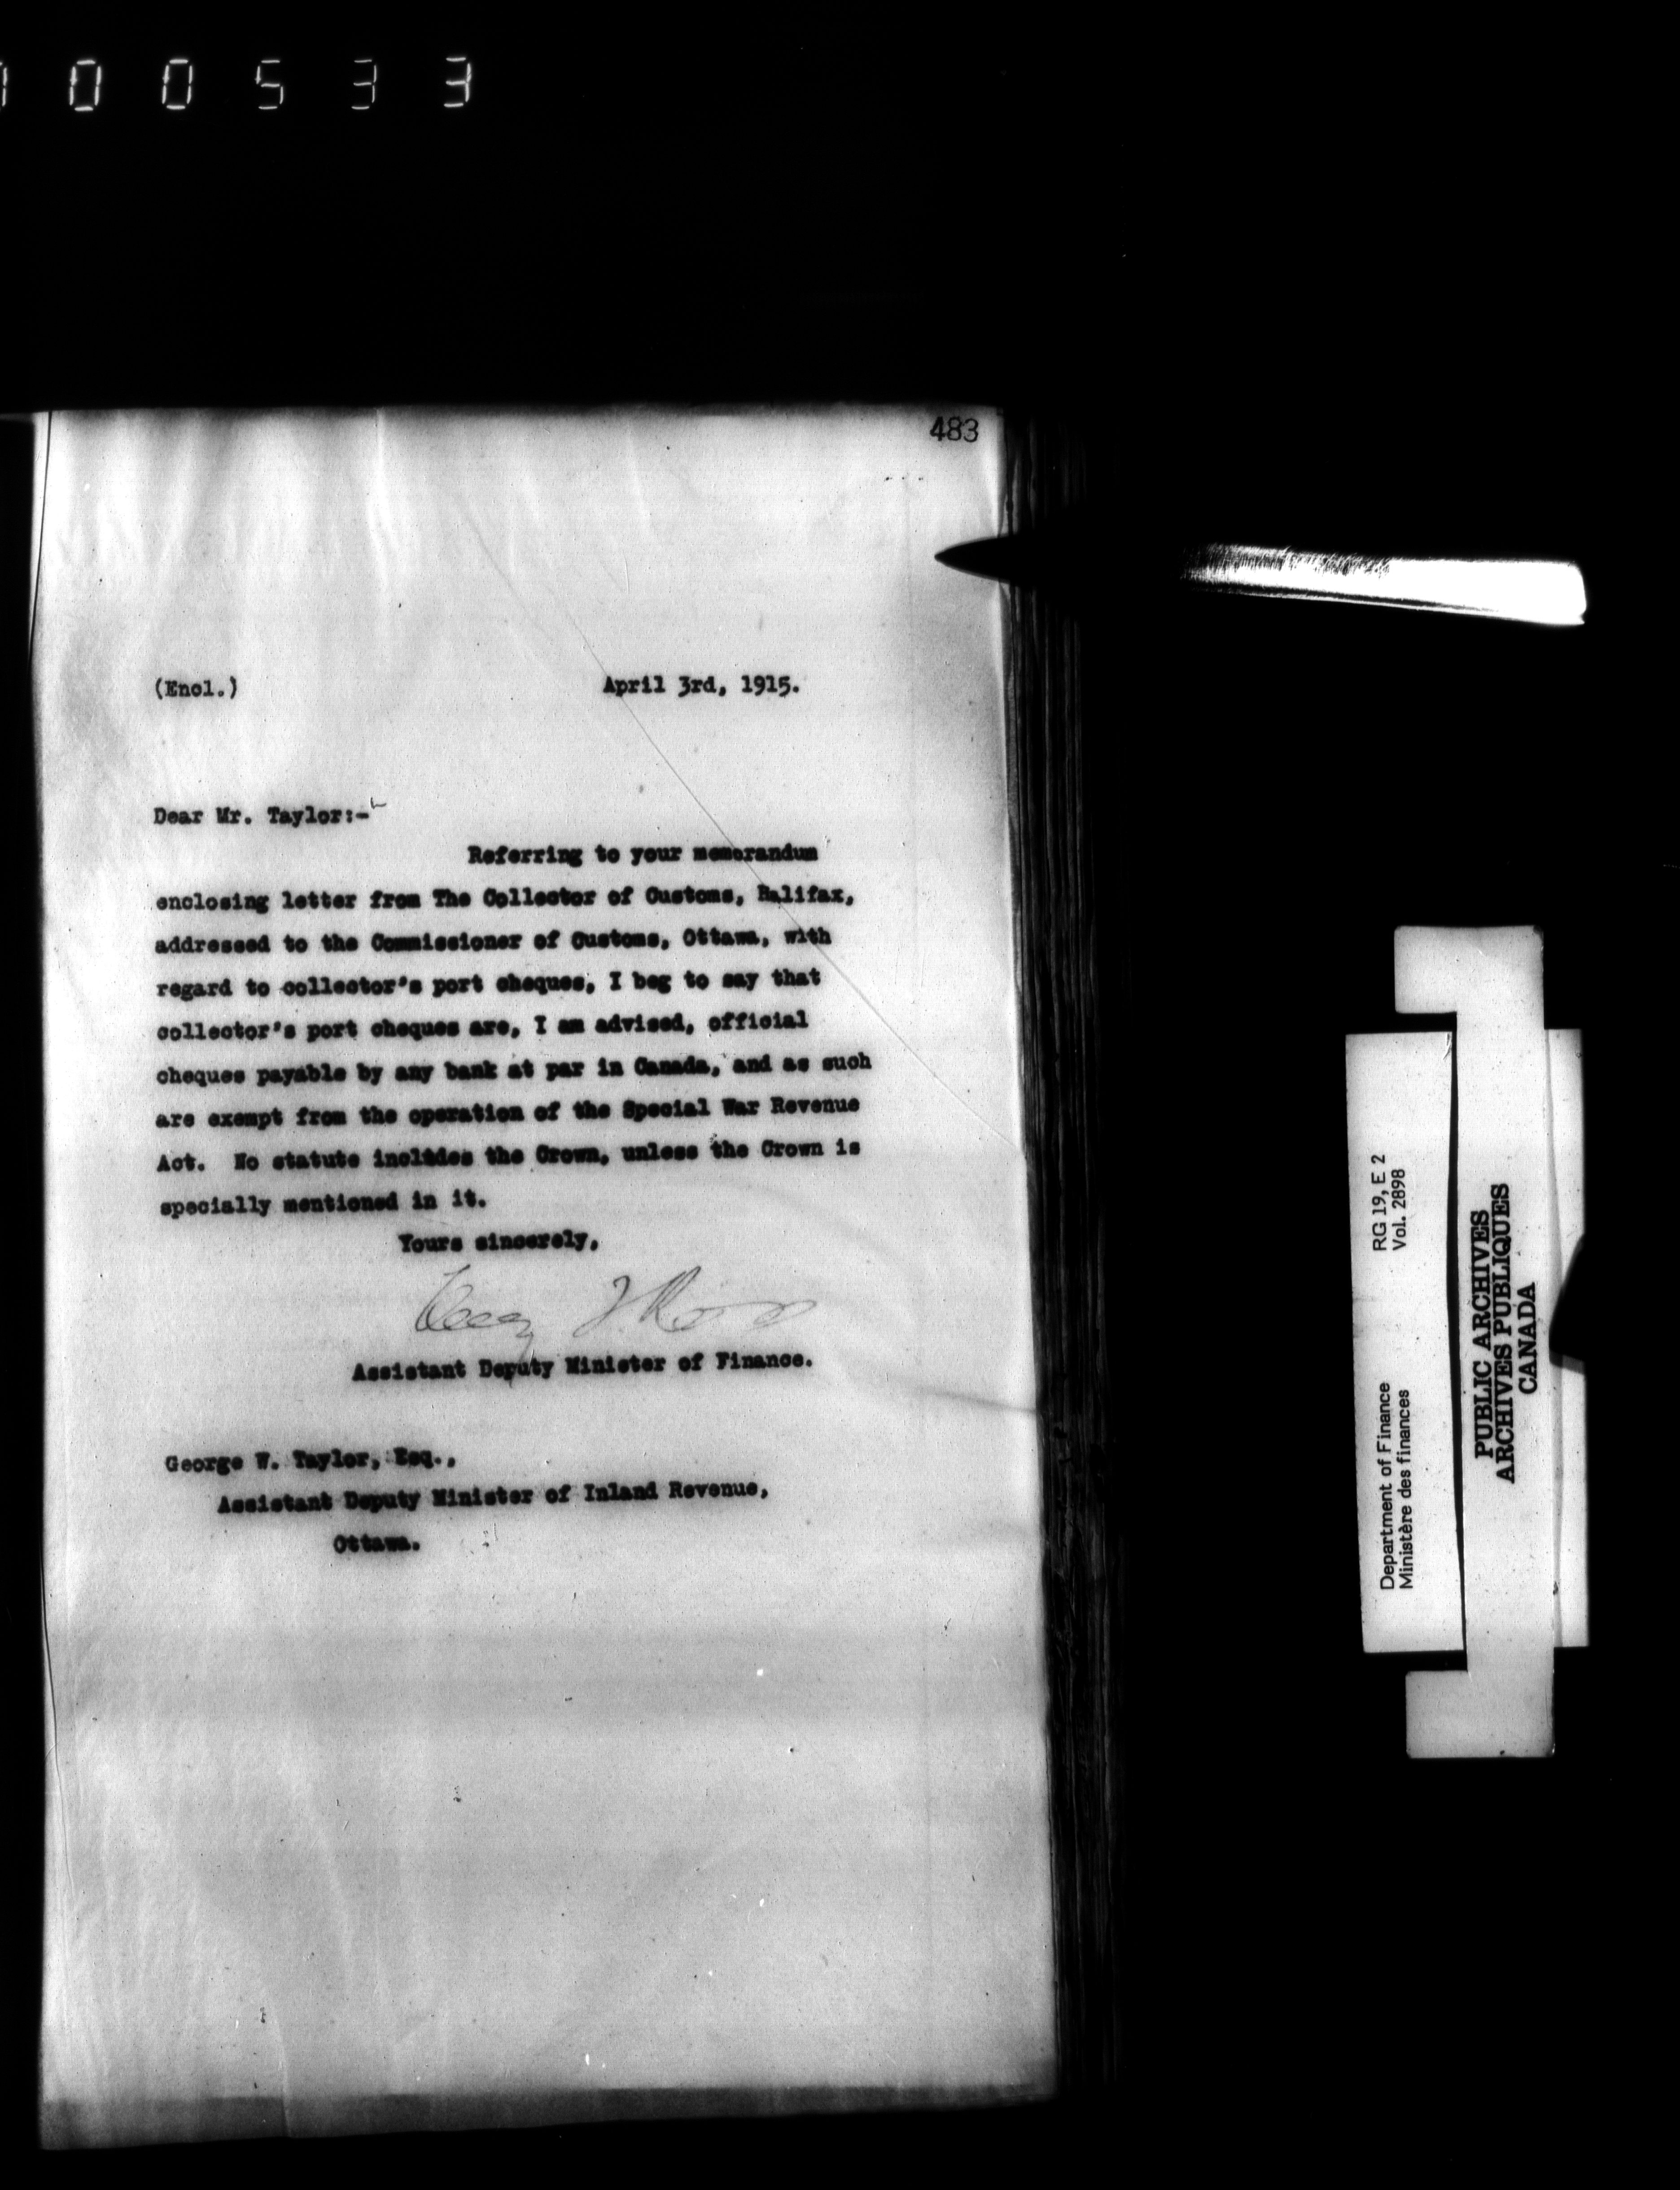 00533
483
(Encl.) April 3rd, 1915.
Dear Mr. Taylor:-
Referring to your memorandum
enclosing letter from The Collector of Customs, Halifax,
addressed to the Commissioner of Customs, Ottawa, with
regard to collector's port cheques, I beg to say that
collector's port cheques are, I am advised, official
cheques payable by any bank at par in Canada, and as such
are exempt from the operation of the Special War Revenue
Act. No statute includes the Crown, unless the Crown is
specially mentioned in it.
Yours sincerely,
Assistant Deputy Minister of Finance.
George W. Taylor, Esq.,
Assistant Deputy Minister of Inland Revenue,
Ottawa.
Department of Finance RG 19, E 2
Ministère des finances Vol. 2898
PUBLIC ARCHIVES
ARCHIVES PUBLIQUES
CANADA